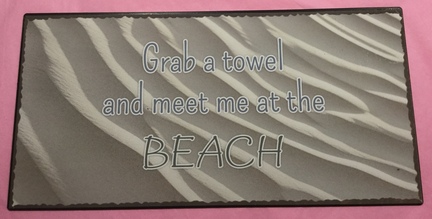 Grab a towel
and meet me at the
BEACH